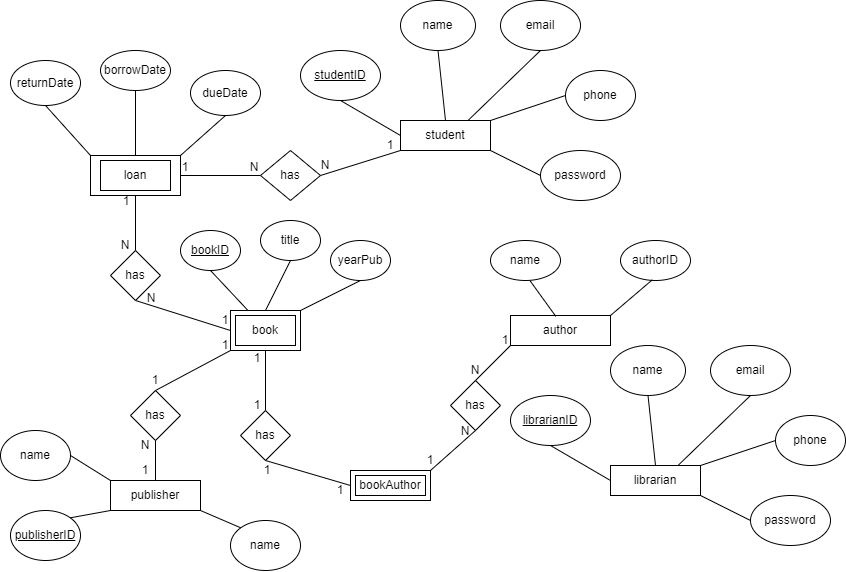 name
email
borrowDate
returnDate
studentID
dueDate
phone
student
1
loan
1
N
has
N
password
1
N
bookID
title
yearPub
name
authorID
has
N
1
book
1
1
1
author
1
N
name
email
1
1
has
N
has
1
has
N
librarianID
phone
name
1
1
1
publisher
1
bookAuthor
librarian
publisherID
name
password